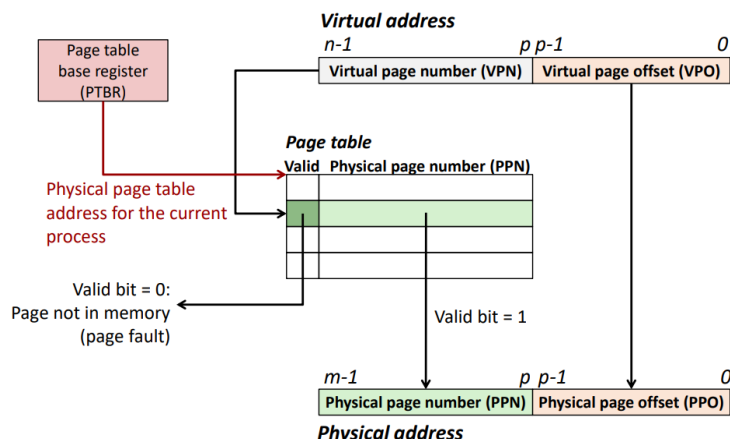 Virtual address
Page table
base register
(PTBR)
n-1 p p-1 0
Virtual page number (VPN) Virtual page offset (VPO)
Page table
Valid Physical page number (PPN)
Physical page table
address for the current
process
Valid bit = 0:
Page not in memory
(page fault)
Valid bit = 1
m-1 p p-1 0
Physical page number (PPN) Physical page offset (PPO)
Physical address